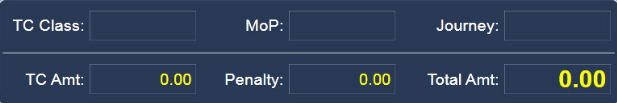 TC Class: MoP: Journey:
TC Amt: 0.00 Penalty: 0.00 Total Amt: 0.00